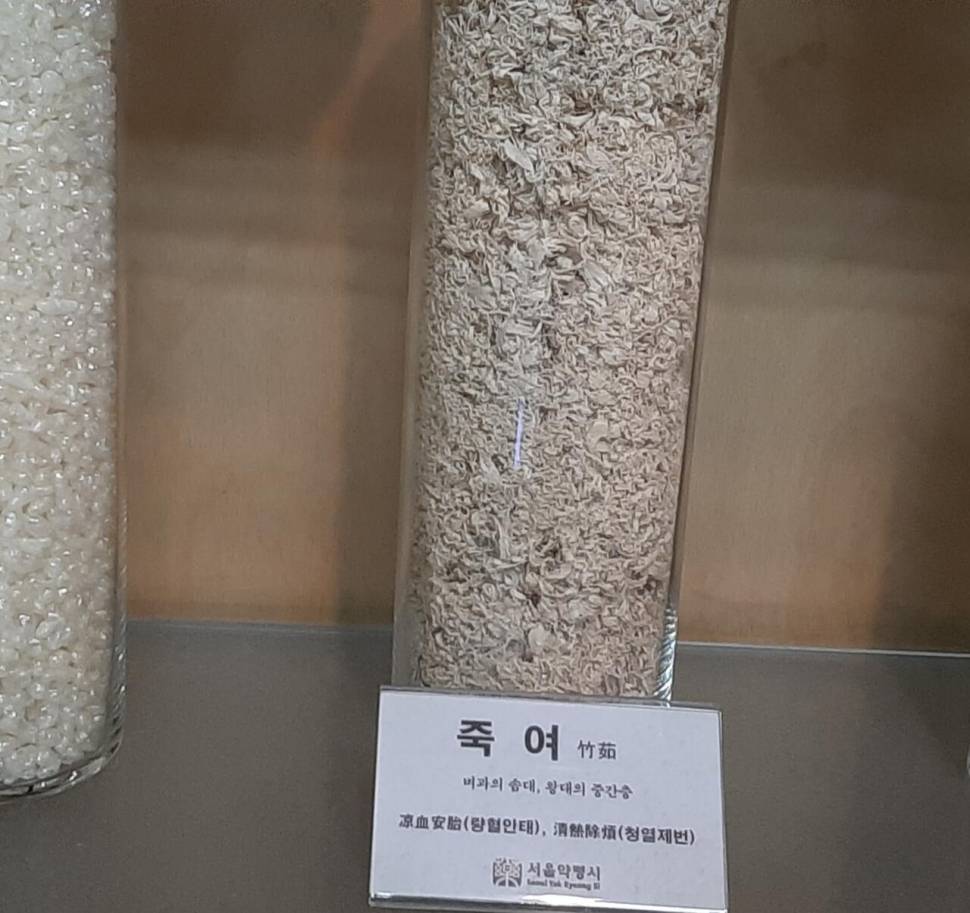 죽 여 竹茹
벼과의 솜대, 왕대의 중간층
凉血安胎(량혈안태), 淸熱除煩(청열제번)
서울약령시
Seoul Yak Ryeong Si